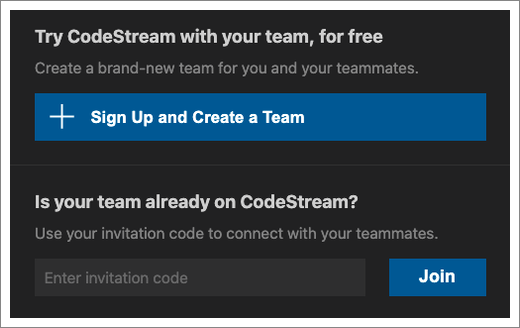 Try CodeStream with your team, for free
Create a brand-new team for you and your teammates.
Sign Up and Create a Team
Is your team already on CodeStream?
Use your invitation code to connect with your teammates.
Enter invitation code
Join